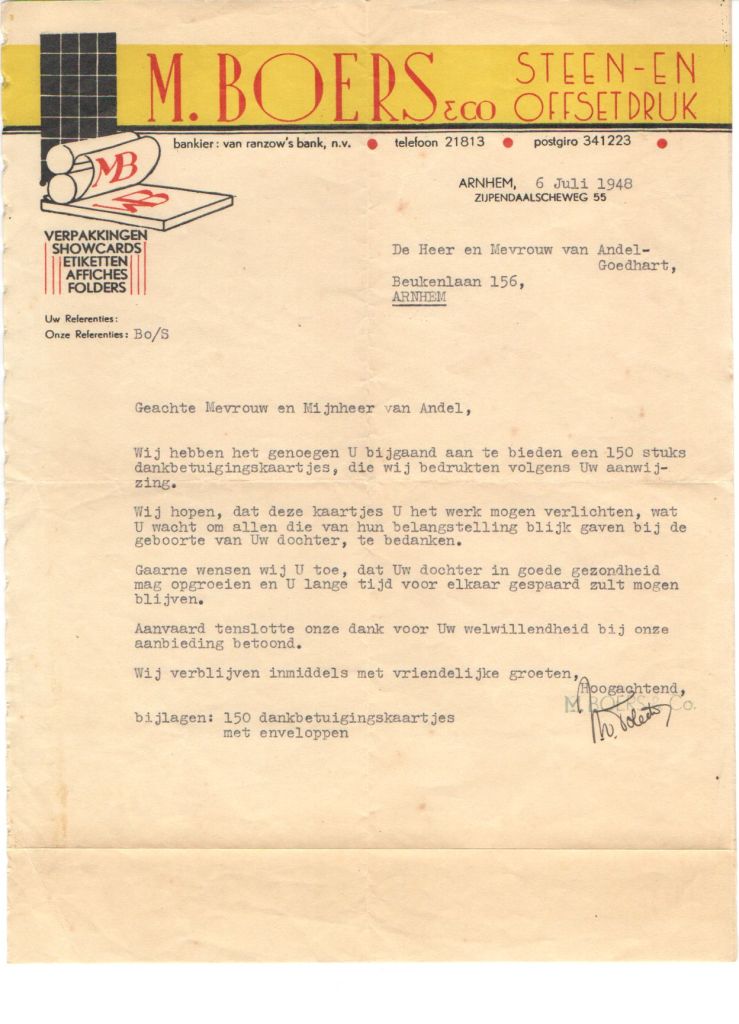 M. BOERS & CO
STEEN-EN
OFFSETDRUK
bankier: van ranzow's bank, n.v. ● telefoon 21813 ● postgiro 341223 ●
MB
MB
ARNHEM, 6 Juli 1948
ZIJPENDAALSCHEWEG 55
VERPAKKINGEN
SHOWCARDS
ETIKETTEN
AFFICHES
FOLDERS
De Heer en Mevrouw van Andel-
Goedhart,
Beukenlaan 156,
ARNHEM
Uw Referenties:
Onze Referenties: Bo/S
Geachte Mevrouw en Mijnheer van Andel,
Wij hebben het genoegen U bijgaand aan te bieden een 150 stuks
dankbetuigingskaartjes, die wij bedrukten volgens Uw aanwij-
zing.
Wij hopen, dat deze kaartjes U het werk mogen verlichten, wat
U wacht om allen die van hun belangstelling blijk gaven bij de
geboorte van Uw dochter, te bedanken.
Gaarne wensen wij U toe, dat Uw dochter in goede gezondheid
mag opgroeien en U lange tijd voor elkaar gespaard zult mogen
blijven.
Aanvaard tenslotte onze dank voor Uw welwillendheid bij onze
aanbieding betoond.
Wij verblijven inmiddels met vriendelijke groeten,
Hoogachtend,
M. BOERS & Co.
bijlagen: 150 dankbetuigingskaartjes
met enveloppen